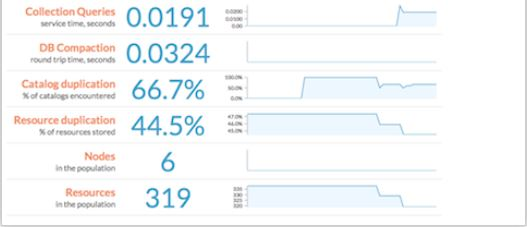 Collection Queries
service time, seconds
0.0191
0.0200
0.0100
0.00
DB Compaction
round trip time, seconds
0.0324
Catalog duplication
% of catalogs encountered
66.7%
100.0%
50.0%
0.0%
Resource duplication
% of resources stored
44.5%
47.0%
46.0%
45.0%
Nodes
in the population
6
Resources
in the population
319